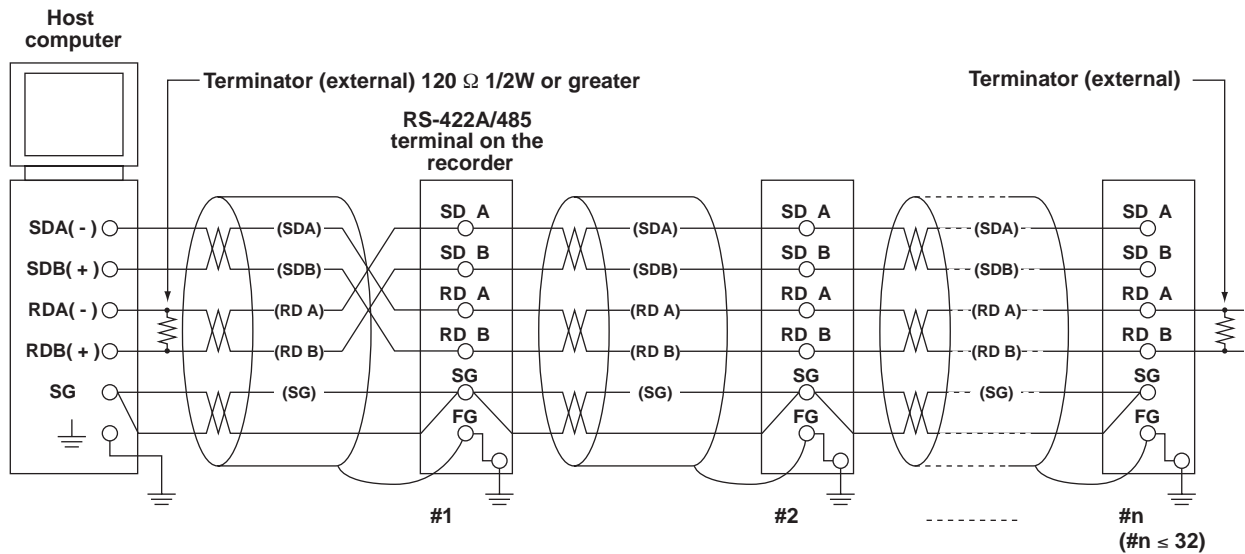 Host
computer
Terminator (external) 120 Ω 1/2W or greater
Terminator (external)
RS-422A/485
terminal on the
recorder
SDA( - )
SDB( + )
RDA( - )
RDB( + )
SG
(SDA)
(SDB)
(RD A)
(RD B)
(SG)
SD A
SD B
RD A
RD B
SG
FG
(SDA)
(SDB)
(RD A)
(RD B)
(SG)
SD A
SD B
RD A
RD B
SG
FG
(SDA)
(SDB)
(RD A)
(RD B)
(SG)
SD A
SD B
RD A
RD B
SG
FG
#1
#2
#n
(#n ≤ 32)